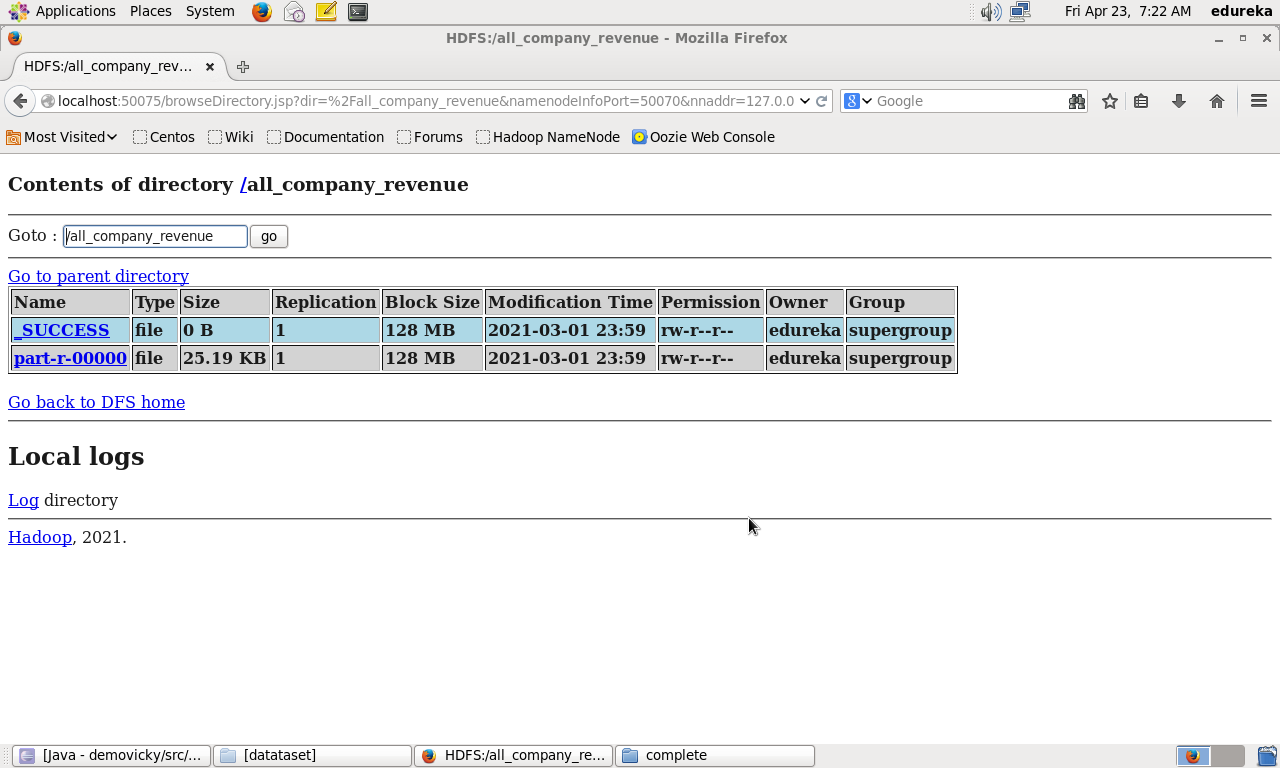 Applications Places System Fri Apr 23, 7:22 AM edureka
HDFS:/all_company_revenue - Mozilla Firefox
HDFS:/all_company_rev...
localhost:50075/browseDirectory.jsp?dir=%2Fall_company_revenue&namenodeInfoPort=50070&nnaddr=127.0.0 Google
Most Visited Centos Wiki Documentation Forums Hadoop NameNode Oozie Web Console
Contents of directory /all_company_revenue
Goto : /all_company_revenue go
Go to parent directory
Name Type Size Replication Block Size Modification Time Permission Owner Group
_SUCCESS file 0 B 1 128 MB 2021-03-01 23:59 rw-r--r-- edureka supergroup
part-r-00000 file 25.19 KB 1 128 MB 2021-03-01 23:59 rw-r--r-- edureka supergroup
Go back to DFS home
Local logs
Log directory
Hadoop, 2021.
[Java - demovicky/src/... [datataset] HDFS:/all_company_re... complete